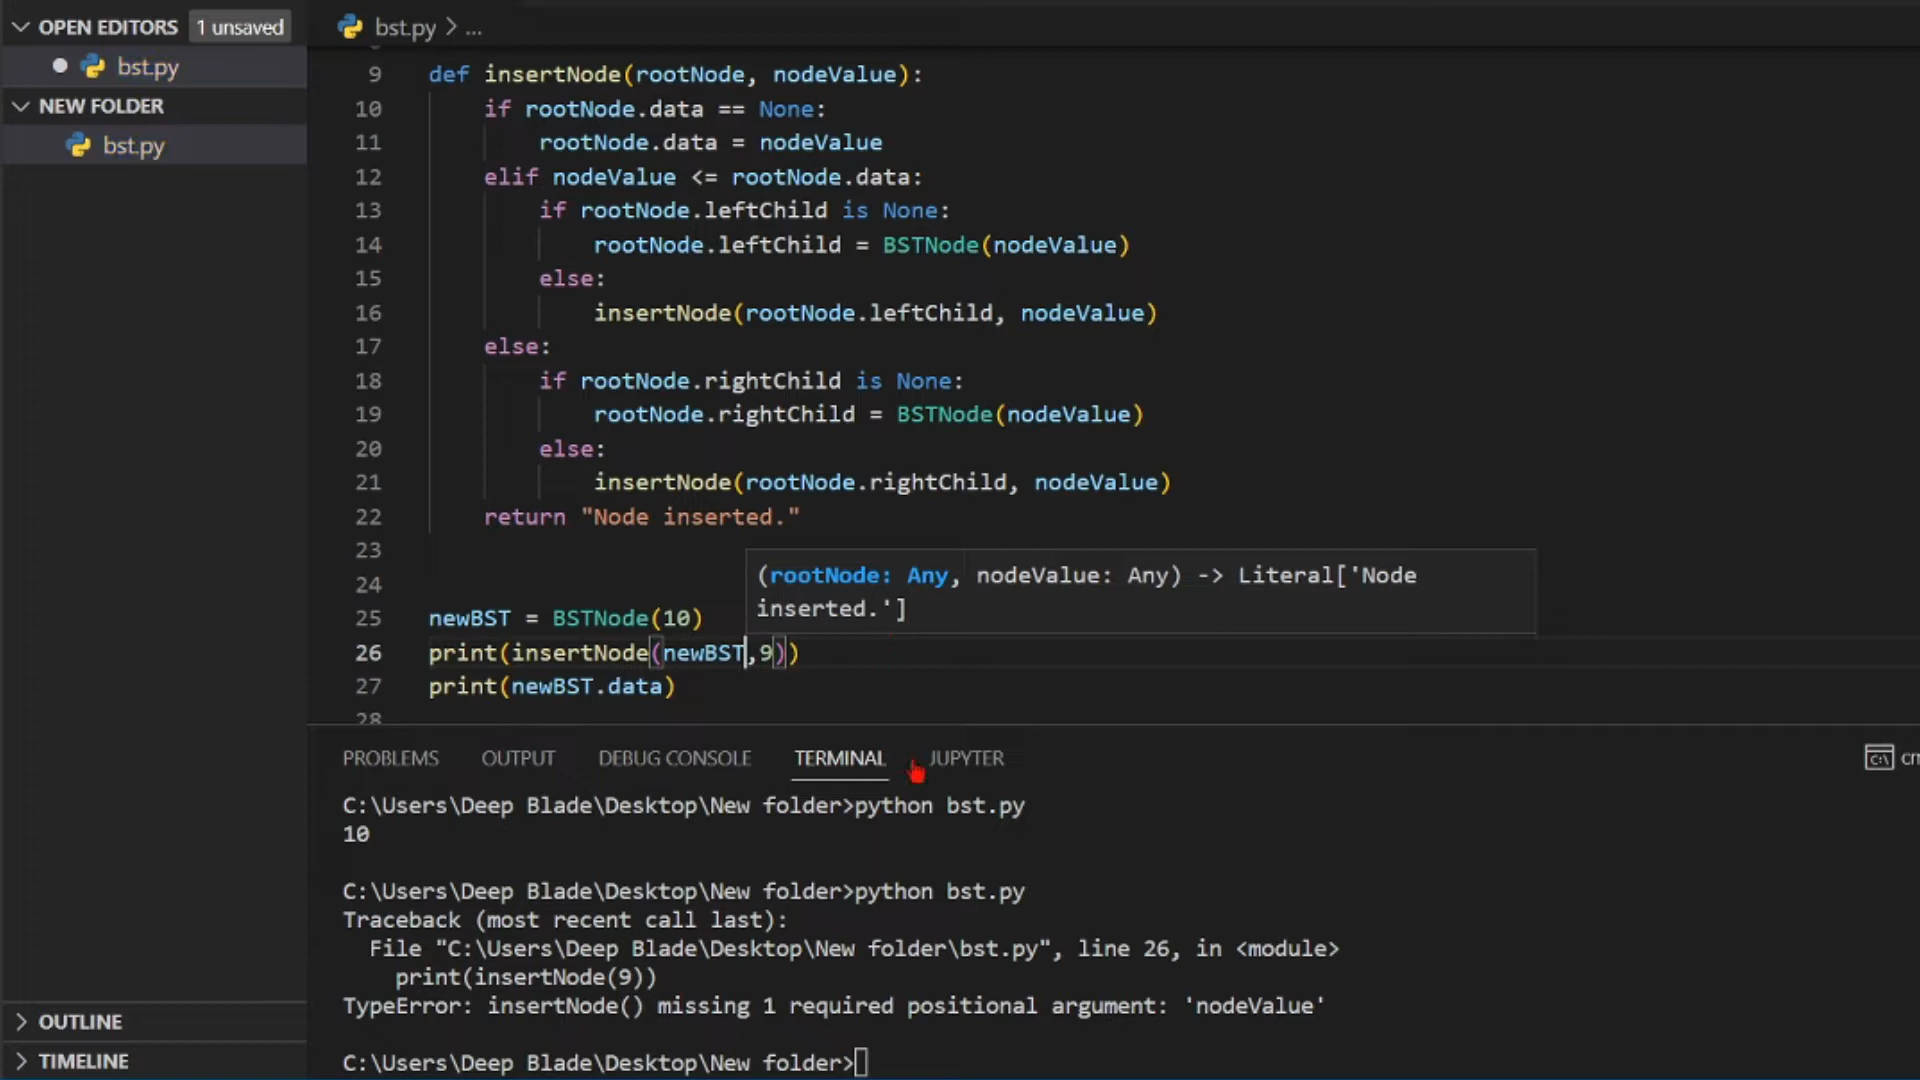 OPEN EDITORS 1 unsaved
bst.py
NEW FOLDER
bst.py
OUTLINE
TIMELINE
bst.py > ...
9 def insertNode(rootNode, nodeValue):
10 if rootNode.data == None:
11 rootNode.data = nodeValue
12 elif nodeValue <= rootNode.data:
13 if rootNode.leftChild is None:
14 rootNode.leftChild = BSTNode(nodeValue)
15 else:
16 insertNode(rootNode.leftChild, nodeValue)
17 else:
18 if rootNode.rightChild is None:
19 rootNode.rightChild = BSTNode(nodeValue)
20 else:
21 insertNode(rootNode.rightChild, nodeValue)
22 return "Node inserted."
23
(rootNode: Any, nodeValue: Any) -> Literal['Node
inserted.']
24
25 newBST = BSTNode(10)
26 print(insertNode(newBST,9))
27 print(newBST.data)
28
PROBLEMS OUTPUT DEBUG CONSOLE TERMINAL JUPYTER
C:\Users\Deep Blade\Desktop\New folder>python bst.py
10
C:\Users\Deep Blade\Desktop\New folder>python bst.py
Traceback (most recent call last):
File "C:\Users\Deep Blade\Desktop\New folder\bst.py", line 26, in <module>
print(insertNode(9))
TypeError: insertNode() missing 1 required positional argument: 'nodeValue'
C:\Users\Deep Blade\Desktop\New folder>